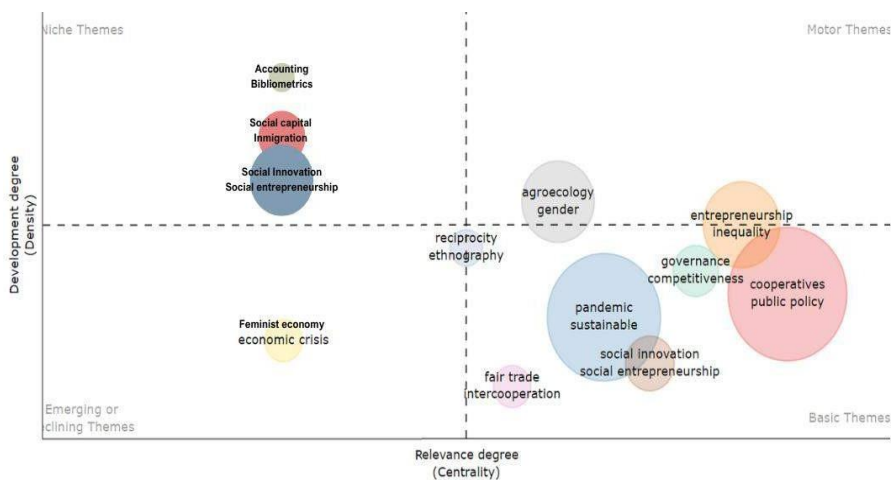 Niche Themes
Motor Themes
Accounting
Bibliometrics
Social capital
Inmigration
Social Innovation
Social entrepreneurship
agroecology
gender
entrepreneurship
inequality
reciprocity
ethnography
governance
competitiveness
cooperatives
public policy
pandemic
sustainable
Feminist economy
economic crisis
social innovation
social entrepreneurship
fair trade
intercooperation
Emerging or
clining Themes
Basic Themes
Development degree
(Density)
Relevance degree
(Centrality)